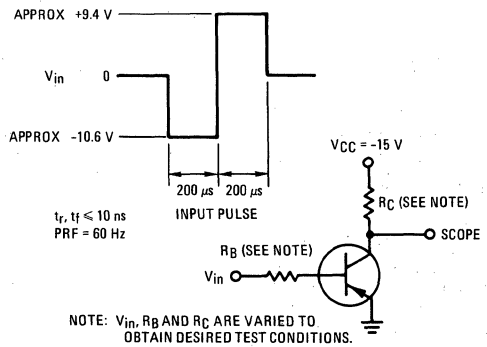 APPROX +9.4 V
Vin 0
APPROX -10.6 V
200 μs 200 μs
INPUT PULSE
tr, tf ≤ 10 ns
PRF = 60 Hz
VCC = -15 V
RC (SEE NOTE)
SCOPE
RB (SEE NOTE)
Vin
NOTE: Vin, RB AND RC ARE VARIED TO
OBTAIN DESIRED TEST CONDITIONS.